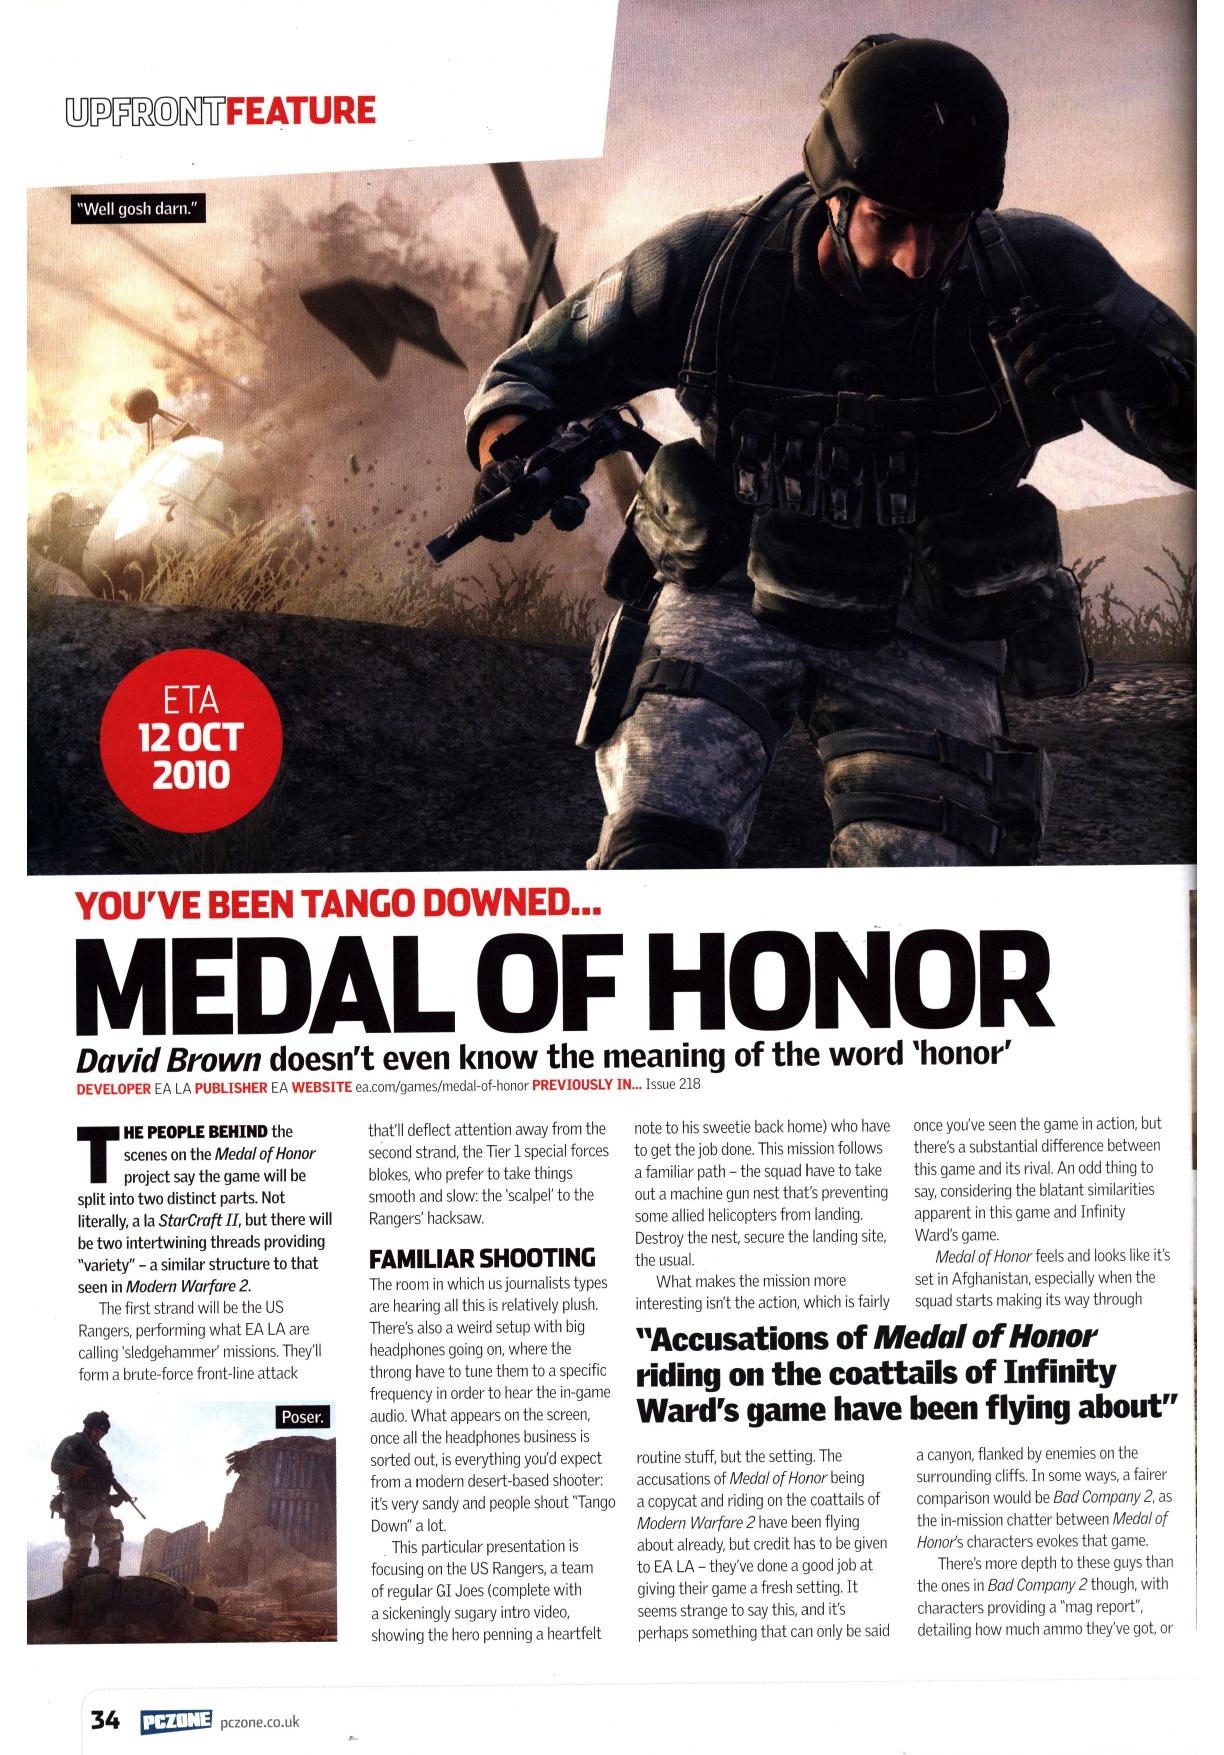 UPFRONTFEATURE
"Well gosh darn."
ETA
12 OCT
2010
YOU'VE BEEN TANGO DOWNED...
MEDAL OF HONOR
David Brown doesn't even know the meaning of the word 'honor'
DEVELOPER EA LA PUBLISHER EA WEBSITE ea.com/games/medal-of-honor PREVIOUSLY IN... Issue 218
THE PEOPLE BEHIND the
scenes on the Medal of Honor
project say the game will be
split into two distinct parts. Not
literally, a la StarCraft II, but there will
be two intertwining threads providing
"variety" – a similar structure to that
seen in Modern Warfare 2.
The first strand will be the US
Rangers, performing what EA LA are
calling 'sledgehammer' missions. They'll
form a brute-force front-line attack
Poser.
that'll deflect attention away from the
second strand, the Tier 1 special forces
blokes, who prefer to take things
smooth and slow: the 'scalpel' to the
Rangers' hacksaw.
FAMILIAR SHOOTING
The room in which us journalists types
are hearing all this is relatively plush.
There's also a weird setup with big
headphones going on, where the
throng have to tune them to a specific
frequency in order to hear the in-game
audio. What appears on the screen,
once all the headphones business is
sorted out, is everything you'd expect
from a modern desert-based shooter:
it's very sandy and people shout "Tango
Down" a lot.
This particular presentation is
focusing on the US Rangers, a team
of regular GI Joes (complete with
a sickeningly sugary intro video,
showing the hero penning a heartfelt
note to his sweetie back home) who have
to get the job done. This mission follows
a familiar path – the squad have to take
out a machine gun nest that's preventing
some allied helicopters from landing.
Destroy the nest, secure the landing site,
the usual.
What makes the mission more
interesting isn't the action, which is fairly
"Accusations of Medal of Honor
riding on the coattails of Infinity
Ward's game have been flying about"
routine stuff, but the setting. The
accusations of Medal of Honor being
a copycat and riding on the coattails of
Modern Warfare 2 have been flying
about already, but credit has to be given
to EA LA – they've done a good job at
giving their game a fresh setting. It
seems strange to say this, and it's
perhaps something that can only be said
once you've seen the game in action, but
there's a substantial difference between
this game and its rival. An odd thing to
say, considering the blatant similarities
apparent in this game and Infinity
Ward's game.
Medal of Honor feels and looks like it's
set in Afghanistan, especially when the
squad starts making its way through
a canyon, flanked by enemies on the
surrounding cliffs. In some ways, a fairer
comparison would be Bad Company 2, as
the in-mission chatter between Medal of
Honor's characters evokes that game.
There's more depth to these guys than
the ones in Bad Company 2 though, with
characters providing a "mag report",
detailing how much ammo they've got, or
34 PCZONE pczone.co.uk